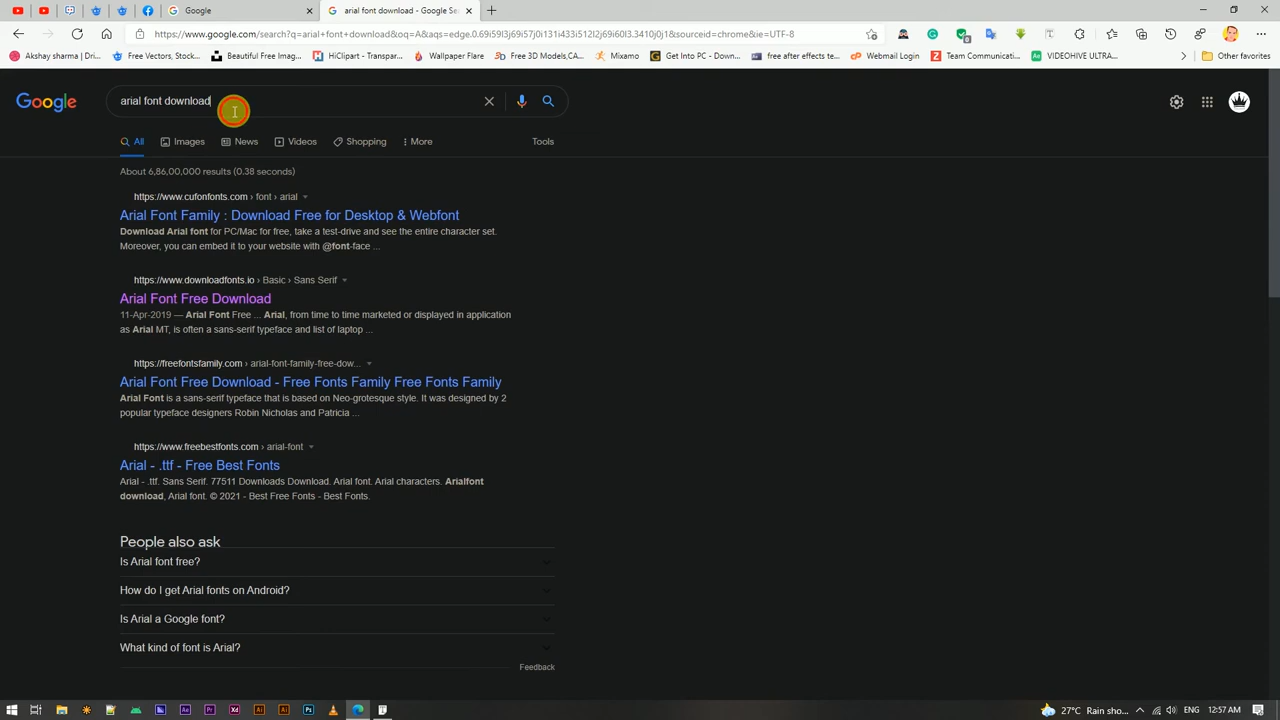 Google
arial font download - Google Se
https://www.google.com/search?q=arial+font+download&oq=A&aqs=edge.0.69i59l3j69i57j0i131i433i512l2j69i60l3.3410j0j1&sourceid=chrome&ie=UTF-8
Akshay sharma | Dri...
Free Vectors, Stock...
Beautiful Free Imag...
HiClipart - Transpar...
Wallpaper Flare
Free 3D Models,CA...
Mixamo
Get Into PC - Down...
free after effects te...
Webmail Login
Team Communicati...
VIDEOHIVE ULTRA...
Other favorites
Google
arial font download
All
Images
News
Videos
Shopping
More
Tools
About 6,86,00,000 results (0.38 seconds)
https://www.cufonfonts.com › font › arial
Arial Font Family : Download Free for Desktop & Webfont
Download Arial font for PC/Mac for free, take a test-drive and see the entire character set.
Moreover, you can embed it to your website with @font-face ...
https://www.downloadfonts.io › Basic › Sans Serif
Arial Font Free Download
11-Apr-2019 — Arial Font Free ... Arial, from time to time marketed or displayed in application
as Arial MT, is often a sans-serif typeface and list of laptop ...
https://freefontsfamily.com › arial-font-family-free-dow...
Arial Font Free Download - Free Fonts Family Free Fonts Family
Arial Font is a sans-serif typeface that is based on Neo-grotesque style. It was designed by 2
popular typeface designers Robin Nicholas and Patricia ...
https://www.freebestfonts.com › arial-font
Arial - .ttf - Free Best Fonts
Arial - .ttf. Sans Serif. 77511 Downloads Download. Arial font. Arial characters. Arialfont
download, Arial font. © 2021 - Best Free Fonts - Best Fonts.
People also ask
Is Arial font free?
How do I get Arial fonts on Android?
Is Arial a Google font?
What kind of font is Arial?
Feedback
27°C Rain sho...
ENG
12:57 AM